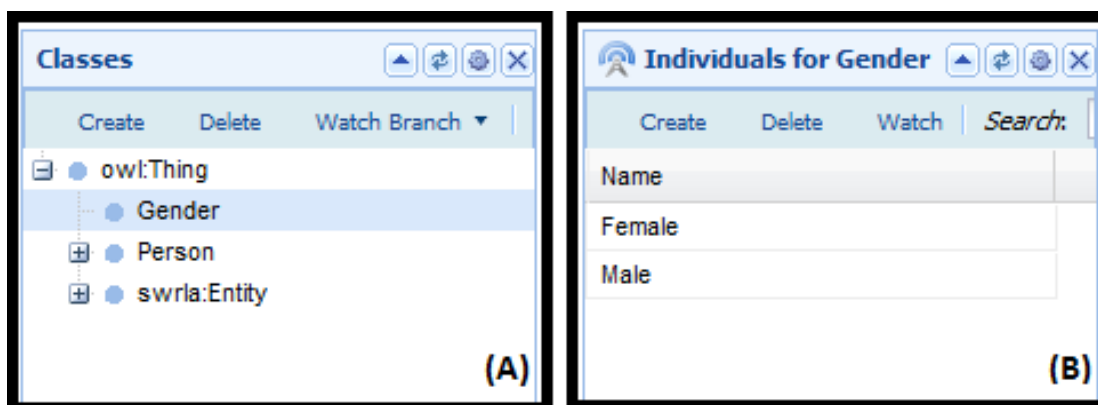 Classes
Create Delete Watch Branch
owl:Thing
Gender
Person
swrla:Entity
(A)
Individuals for Gender
Create Delete Watch Search:
Name
Female
Male
(B)